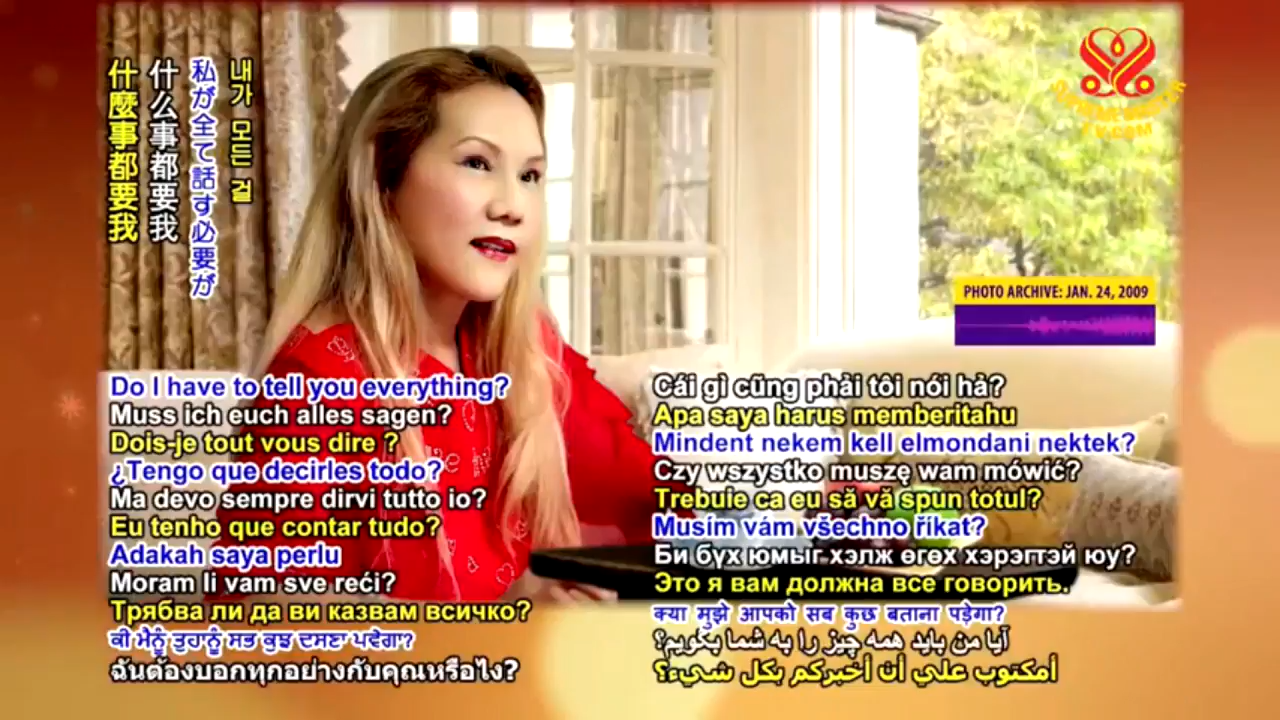 什麼事都要我
什么事都要我
私が全て話す必要が
내가 모든 걸
TV.COM
PHOTO ARCHIVE: JAN. 24, 2009
Do I have to tell you everything?
Muss ich euch alles sagen?
Dois-je tout vous dire ?
¿Tengo que decirles todo?
Ma devo sempre dirvi tutto io?
Eu tenho que contar tudo?
Adakah saya perlu
Moram li vam sve reći?
Трябва ли да ви казвам всичко?
ਕੀ ਮੈਨੂੰ ਤੁਹਾਨੂੰ ਸਭ ਕੁਝ ਦਸਣਾ ਪਵੇਗਾ?
ฉันต้องบอกทุกอย่างกับคุณหรือไง?
Cái gì cũng phải tôi nói hả?
Apa saya harus memberitahu
Mindent nekem kell elmondani nektek?
Czy wszystko muszę wam mówić?
Trebuie ca eu să vă spun totul?
Musím vám všechno říkat?
Би бүх юмыг хэлж өгөх хэрэгтэй юу?
Это я вам должна все говорить.
क्या मुझे आपको सब कुछ बताना पड़ेगा?
آیا من باید همه چیز را به شما بگویم؟
أمكتوب علي أن أخبركم بكل شيء؟